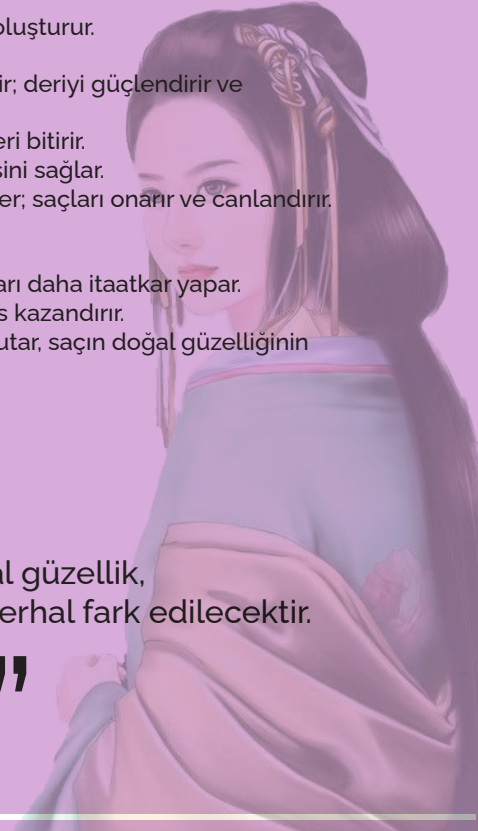 oluşturur.
ir; deriyi güçlendirir ve
eri bitirir.
sini sağlar.
er; saçları onarır ve canlandırır.
arı daha itaatkar yapar.
s kazandırır.
utar, saçın doğal güzelliğinin
al güzellik,
erhal fark edilecektir.
”